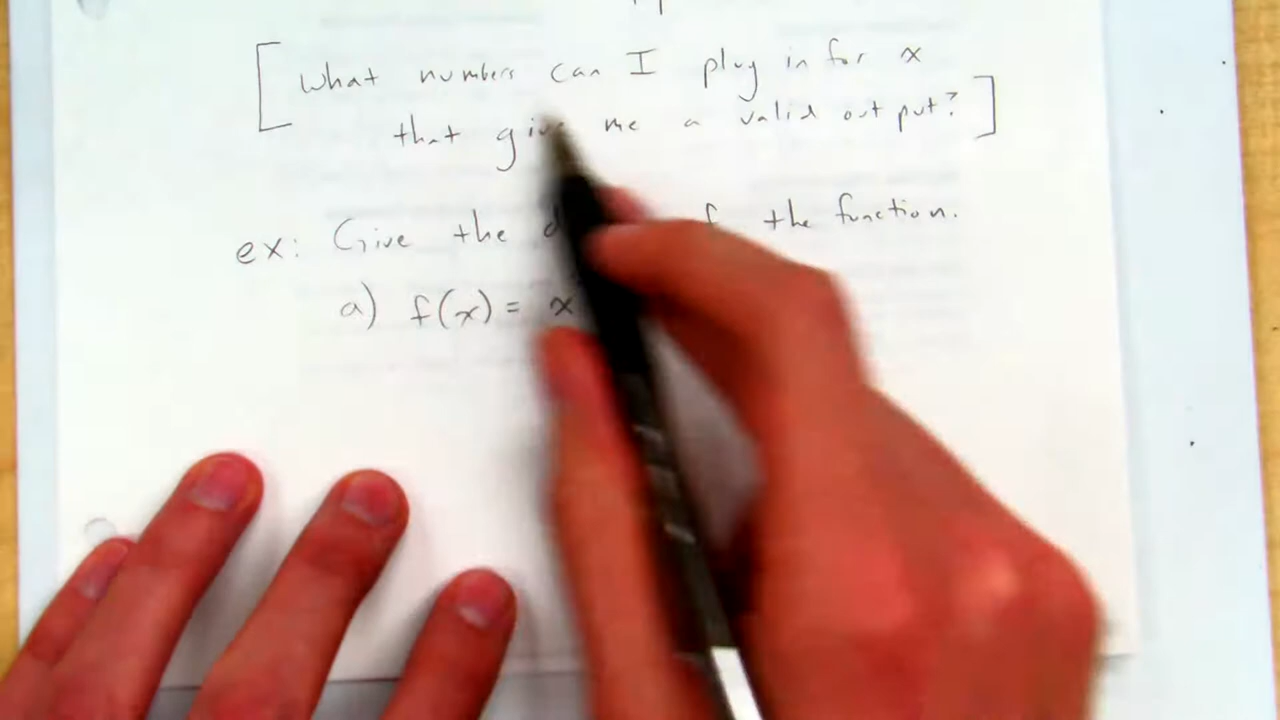 [ What numbers can I plug in for x
that give me a valid output? ]
ex: Give the the function.
a) f(x) = x